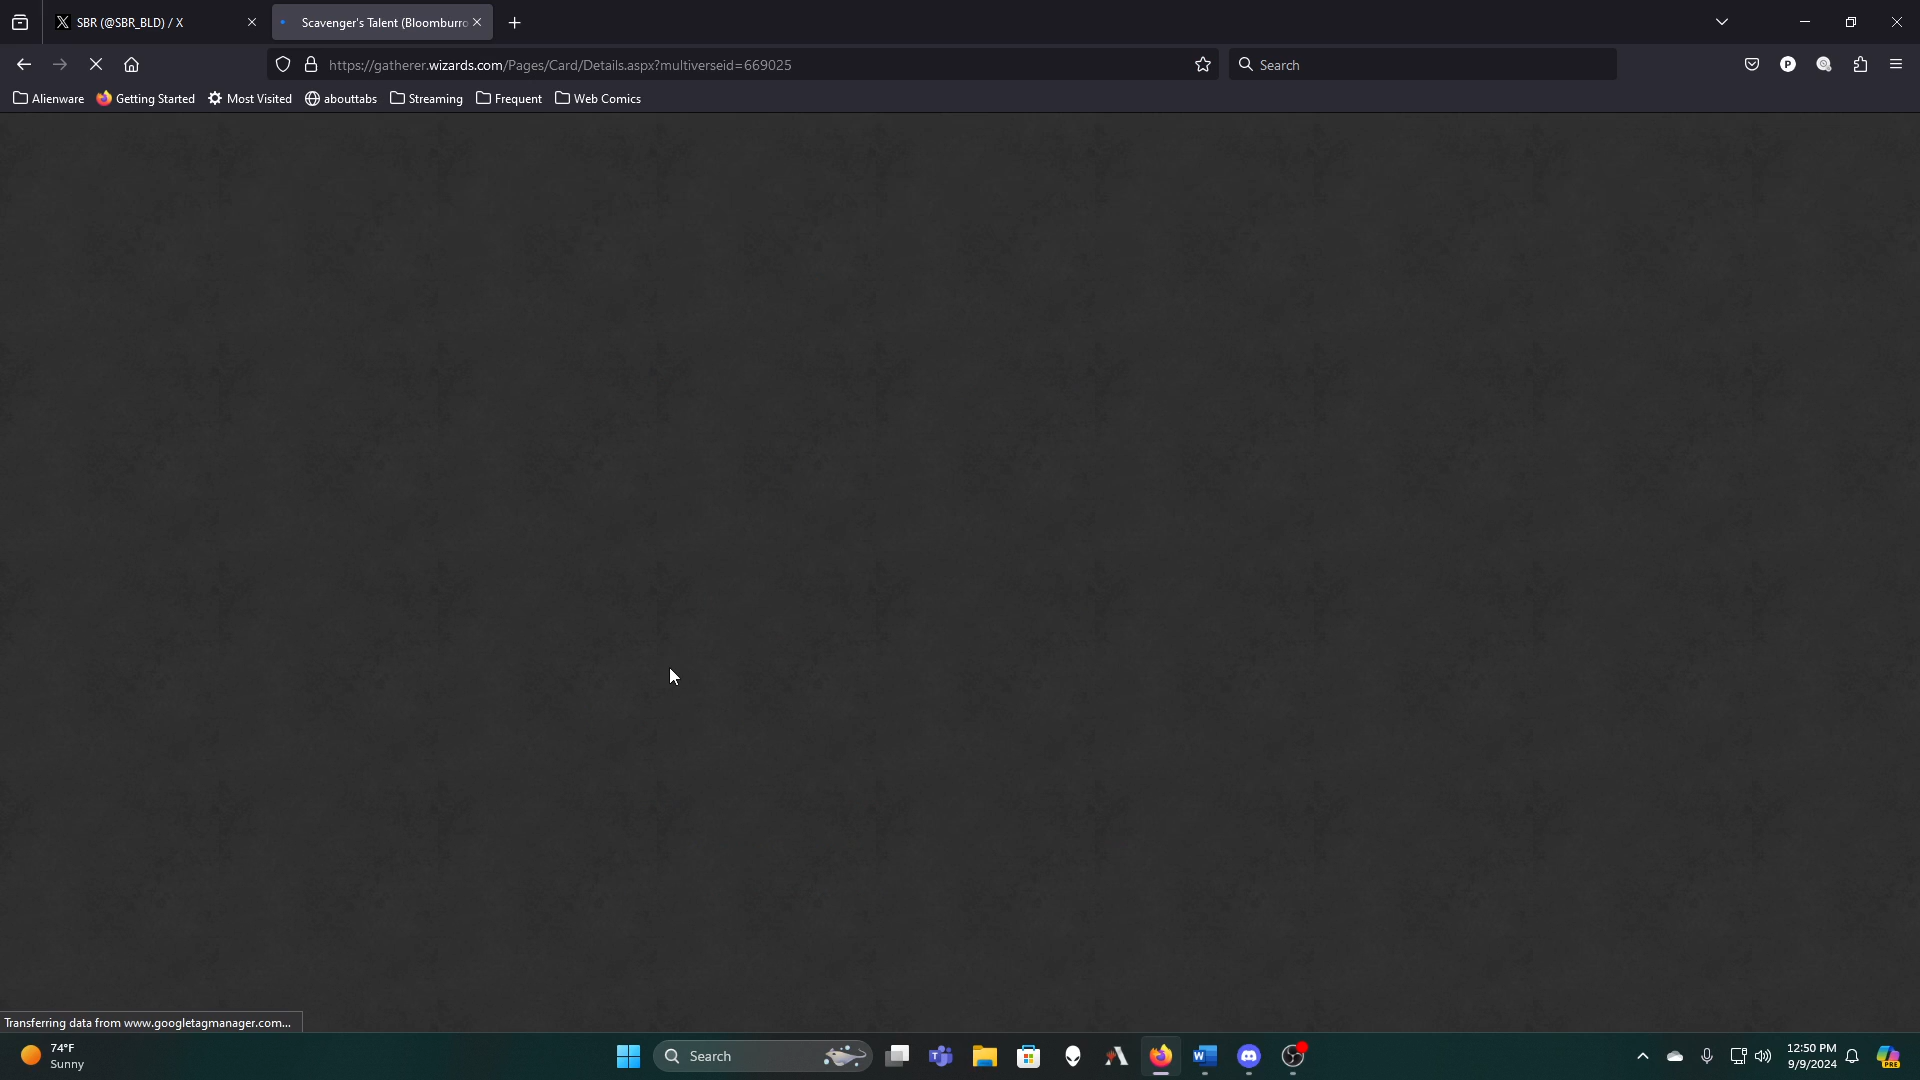 SBR (@SBR_BLD) / X
Scavenger's Talent (Bloomburro
https://gatherer.wizards.com/Pages/Card/Details.aspx?multiverseid=669025
Search
P
Alienware
Getting Started
Most Visited
abouttabs
Streaming
Frequent
Web Comics
Transferring data from www.googletagmanager.com...
74°F
Sunny
Search
12:50 PM
9/9/2024
PRE